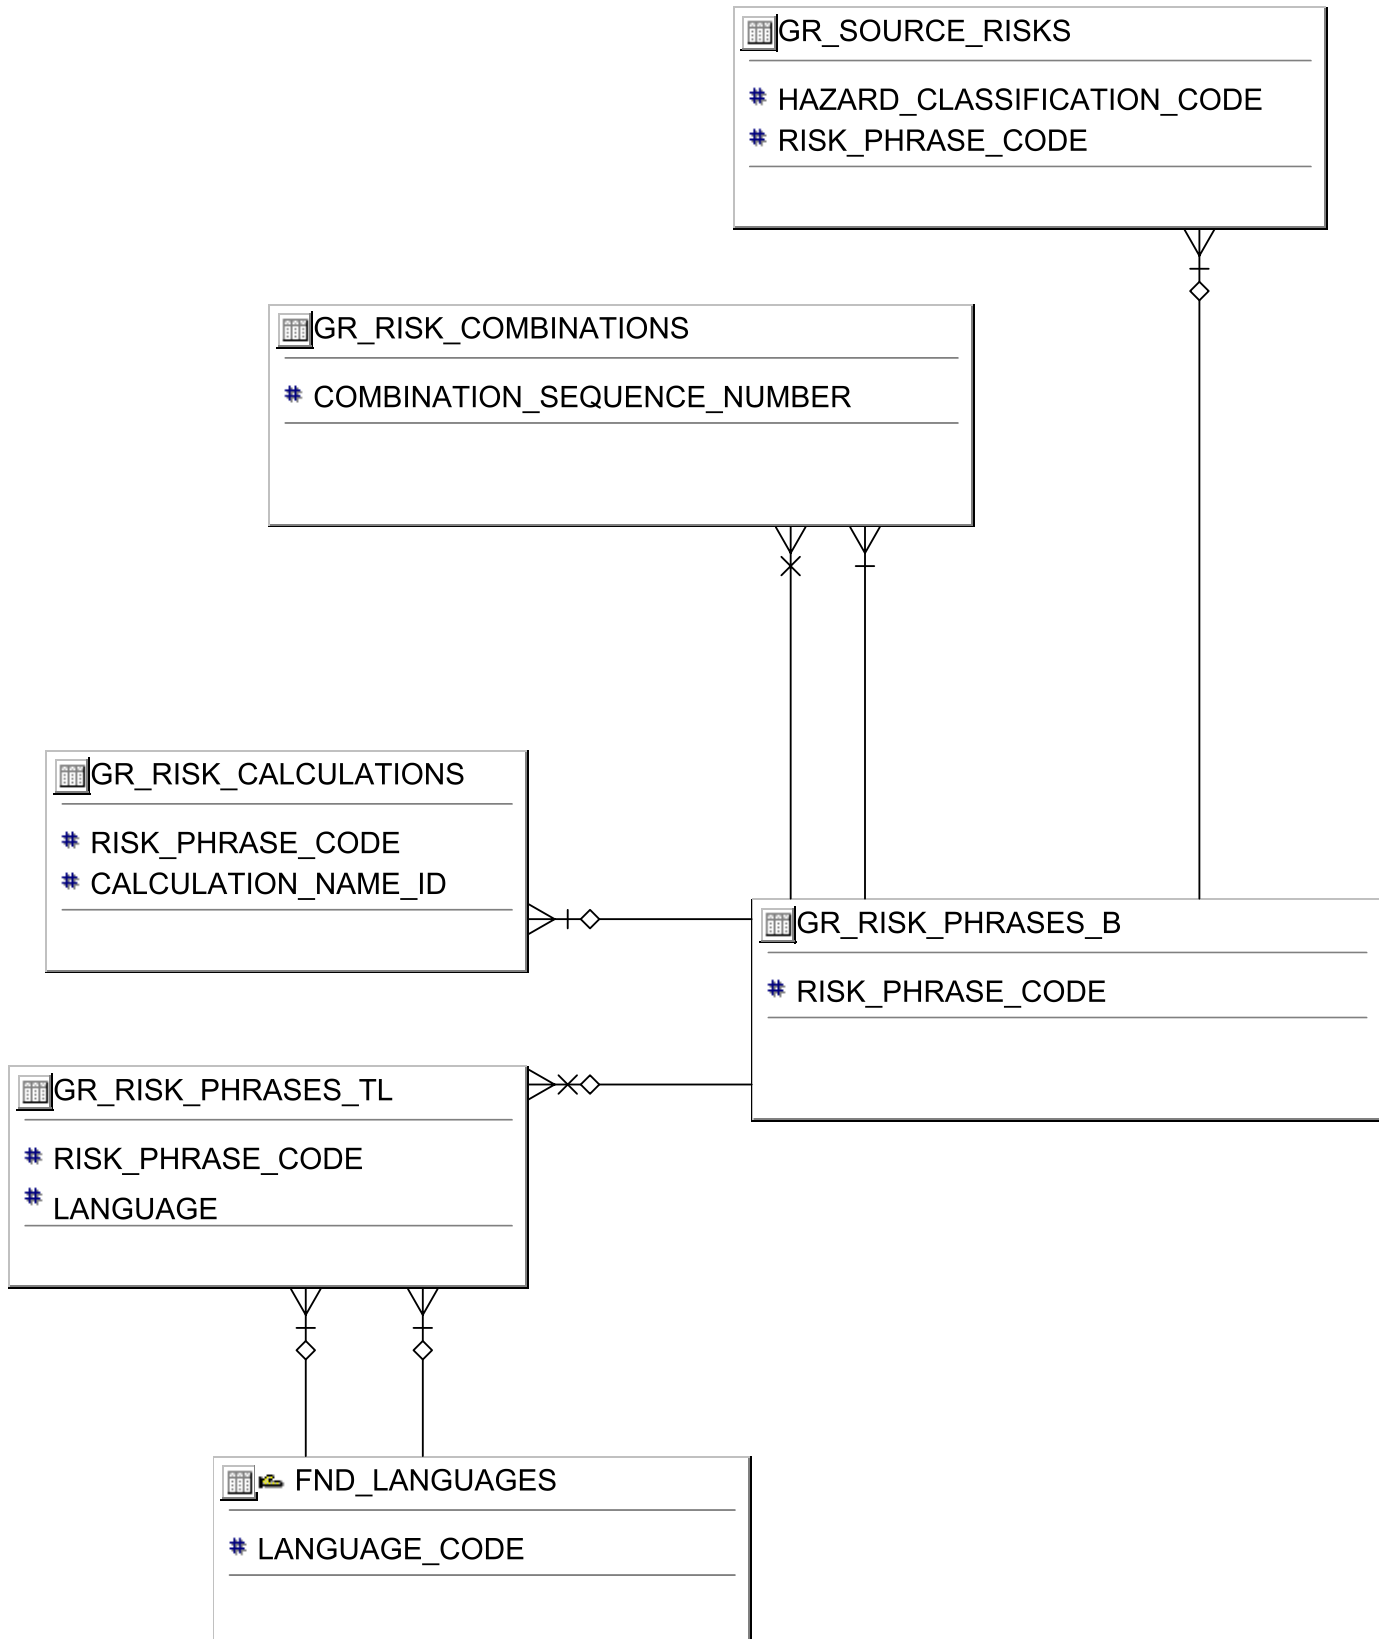 GR_SOURCE_RISKS
# HAZARD_CLASSIFICATION_CODE
# RISK_PHRASE_CODE
GR_RISK_COMBINATIONS
# COMBINATION_SEQUENCE_NUMBER
GR_RISK_CALCULATIONS
# RISK_PHRASE_CODE
# CALCULATION_NAME_ID
GR_RISK_PHRASES_B
# RISK_PHRASE_CODE
GR_RISK_PHRASES_TL
# RISK_PHRASE_CODE
# LANGUAGE
FND_LANGUAGES
# LANGUAGE_CODE